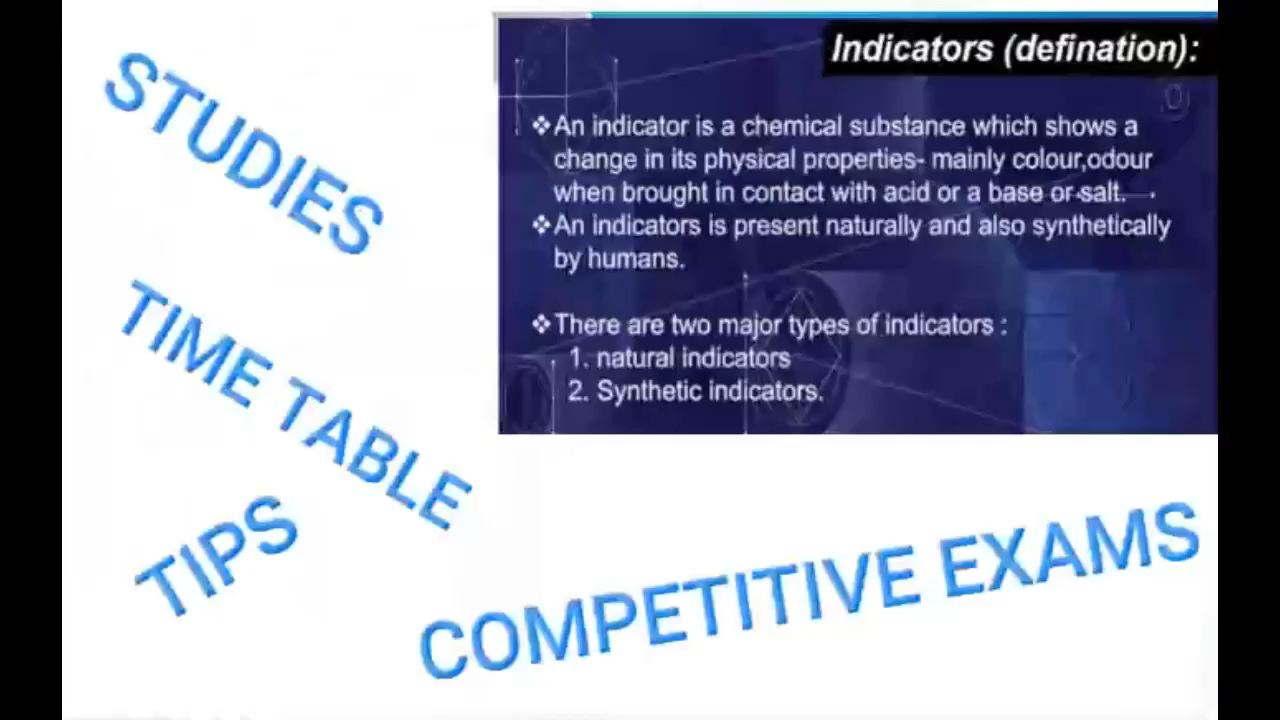 STUDIES
TIME TABLE
TIPS
COMPETITIVE EXAMS
Indicators (defination):
❖An indicator is a chemical substance which shows a
change in its physical properties- mainly colour,odour
when brought in contact with acid or a base or salt.
❖An indicators is present naturally and also synthetically
by humans.
❖There are two major types of indicators :
1. natural indicators
2. Synthetic indicators.